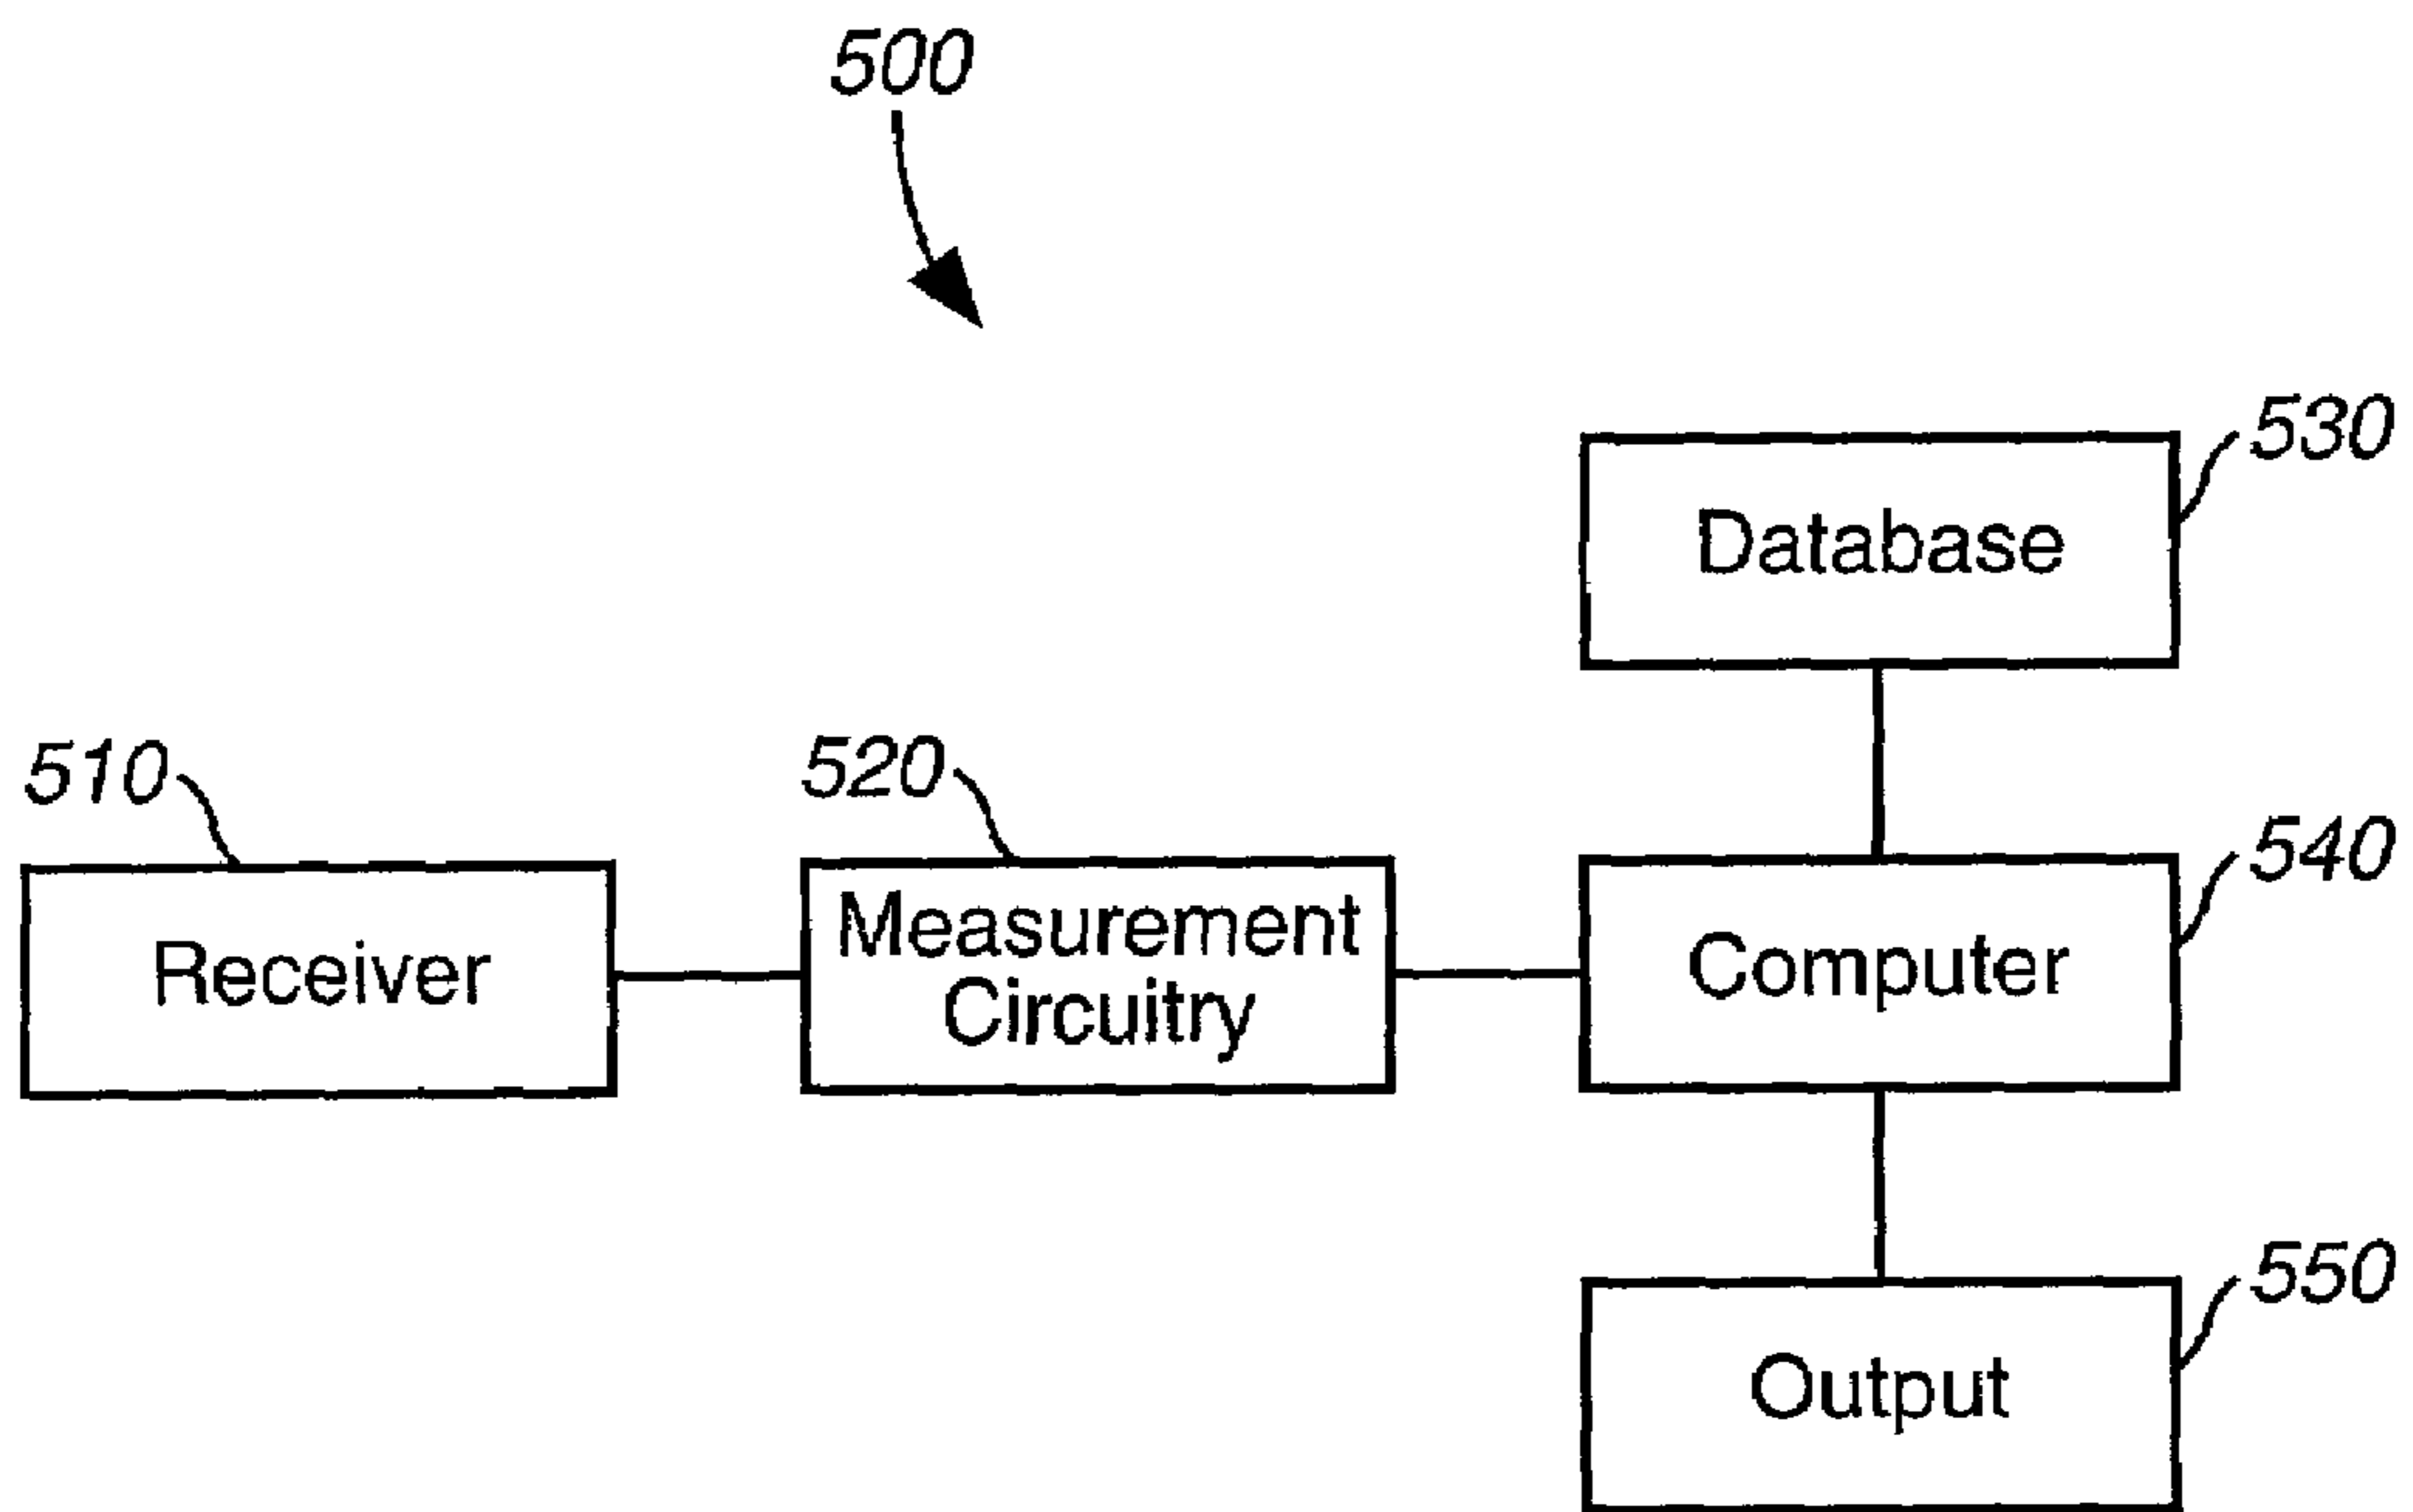 500
530
Database
510
520
540
Receiver
Measurement
Circuitry
Computer
550
Output